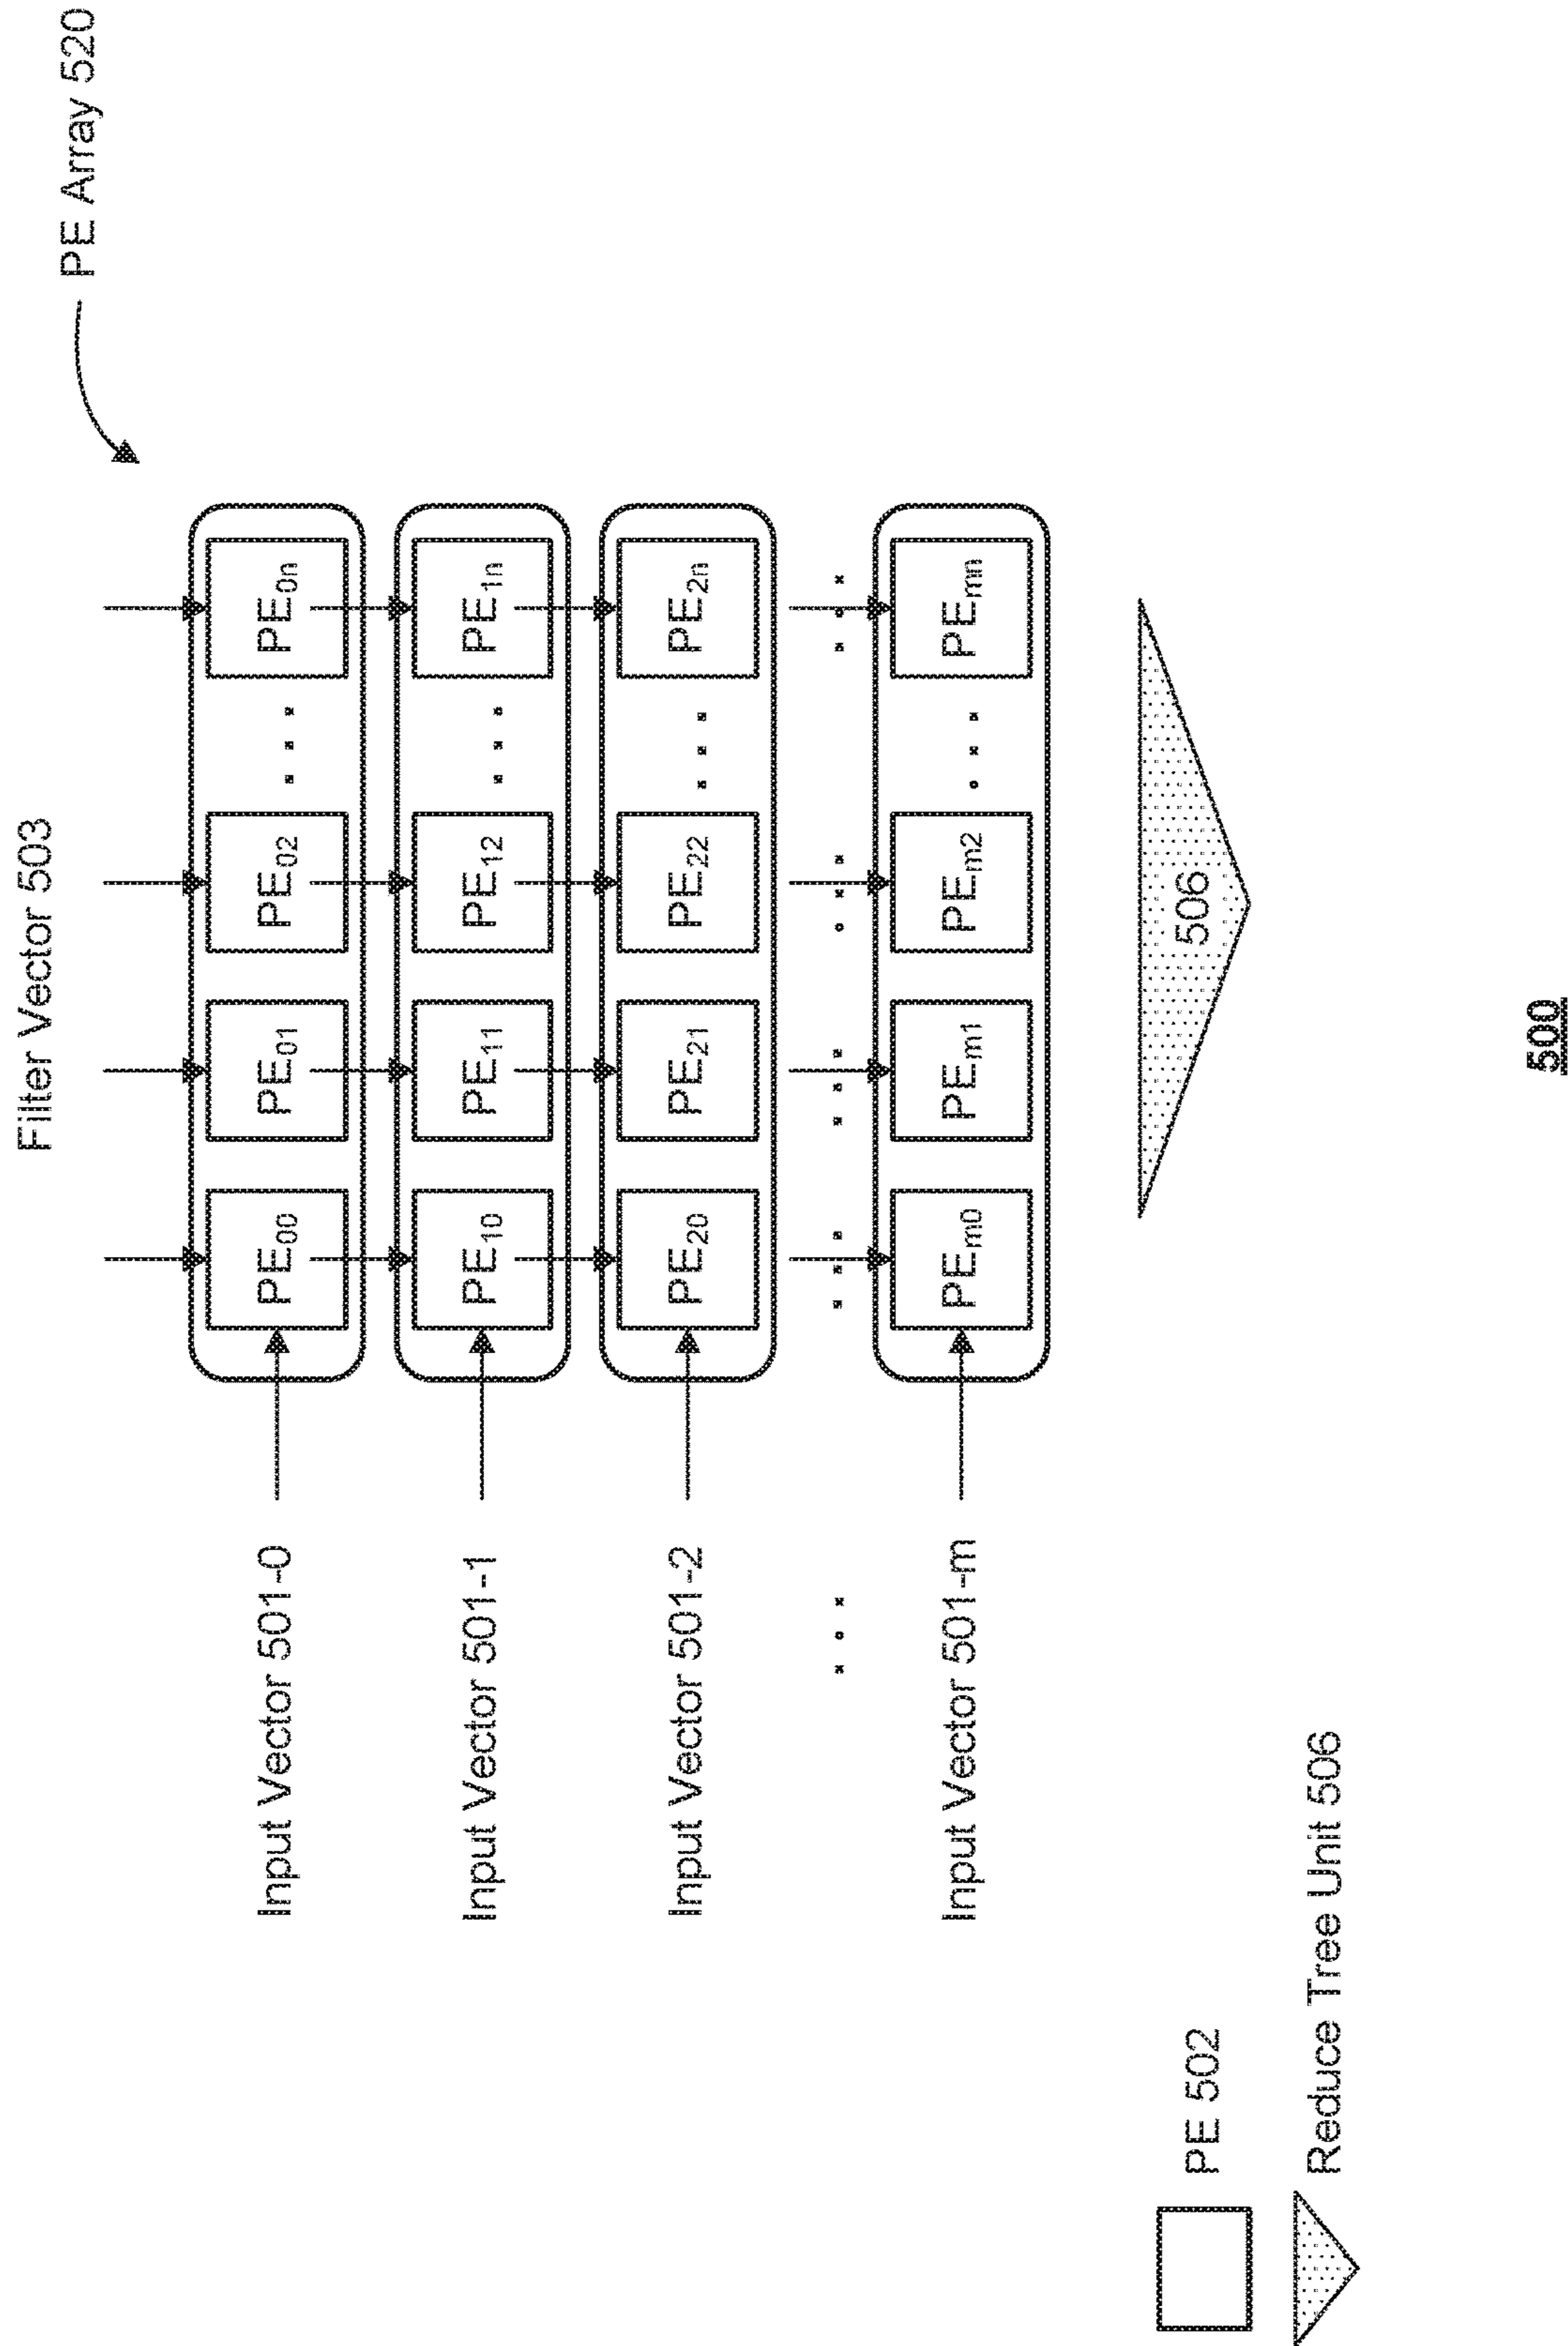 PE Array 520
Filter Vector 503
Input Vector 501-0
PE00 PE01 PE02 ... PE0n
Input Vector 501-1
PE10 PE11 PE12 ... PE1n
Input Vector 501-2
PE20 PE21 PE22 ... PE2n
... ... ... ... ...
Input Vector 501-m
PEm0 PEm1 PEm2 ... PEmn
506
PE 502
Reduce Tree Unit 506
500